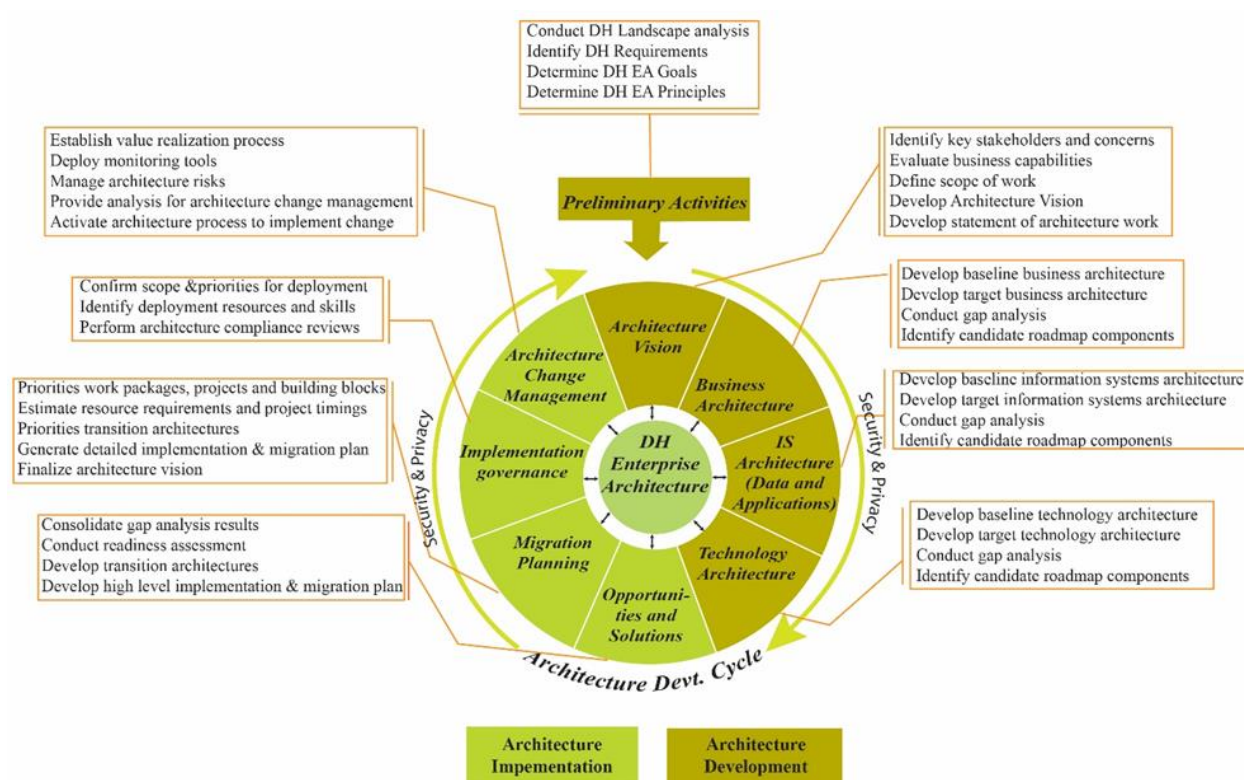 Conduct DH Landscape analysis
Identify DH Requirements
Determine DH EA Goals
Determine DH EA Principles
Establish value realization process
Deploy monitoring tools
Manage architecture risks
Provide analysis for architecture change management
Activate architecture process to implement change
Identify key stakeholders and concerns
Evaluate business capabilities
Define scope of work
Develop Architecture Vision
Develop statement of architecture work
Preliminary Activities
Confirm scope &priorities for deployment
Identify deployment resources and skills
Perform architecture compliance reviews
Develop baseline business architecture
Develop target business architecture
Conduct gap analysis
Identify candidate roadmap components
Priorities work packages, projects and building blocks
Estimate resource requirements and project timings
Priorities transition architectures
Generate detailed implementation & migration plan
Finalize architecture vision
Develop baseline information systems architecture
Develop target information systems architecture
Conduct gap analysis
Identify candidate roadmap components
Consolidate gap analysis results
Conduct readiness assessment
Develop transition architectures
Develop high level implementation & migration plan
Develop baseline technology architecture
Develop target technology architecture
Conduct gap analysis
Identify candidate roadmap components
Architecture
Vision
Business
Architecture
IS
Architecture
(Data and
Applications)
Technology
Architecture
Opportuni-
ties and
Solutions
Migration
Planning
Implementation
governance
Architecture
Change
Management
DH
Enterprise
Architecture
Security & Privacy
Security & Privacy
Architecture Devt. Cycle
Architecture
Impementation
Architecture
Development